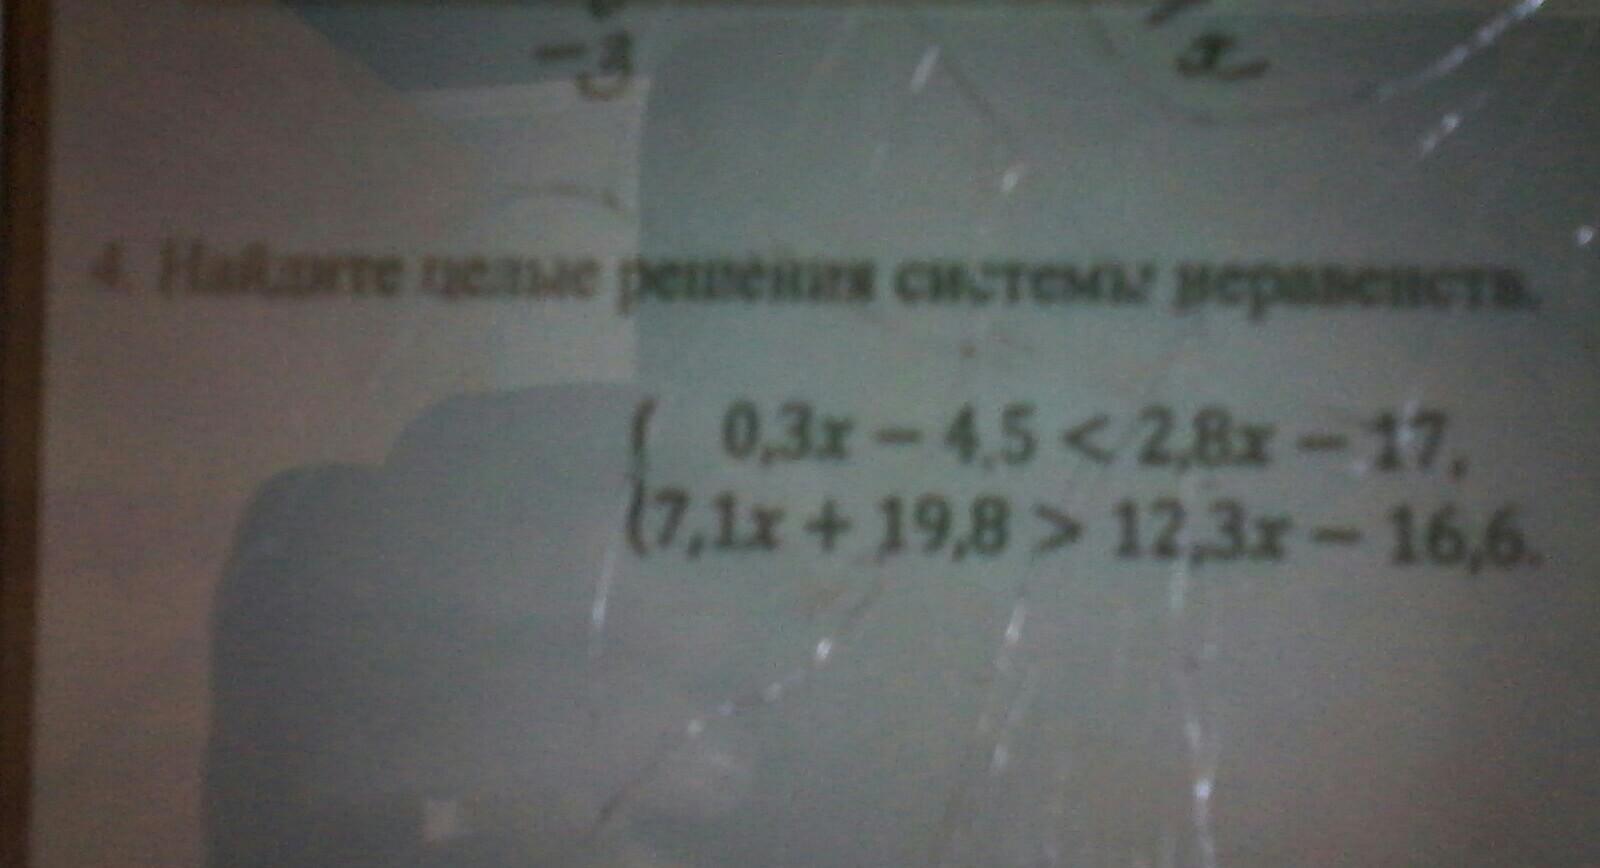 -3
x
4. Найдите целые решения системы неравенств.
0,3x − 4,5 < 2,8x − 17,
7,1x + 19,8 > 12,3x − 16,6.